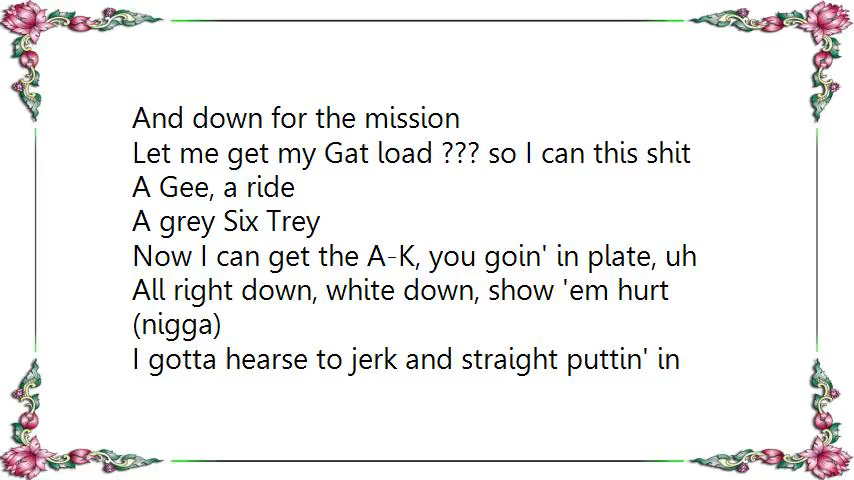 And down for the mission
Let me get my Gat load ??? so I can this shit
A Gee, a ride
A grey Six Trey
Now I can get the A-K, you goin' in plate, uh
All right down, white down, show 'em hurt
(nigga)
I gotta hearse to jerk and straight puttin' in